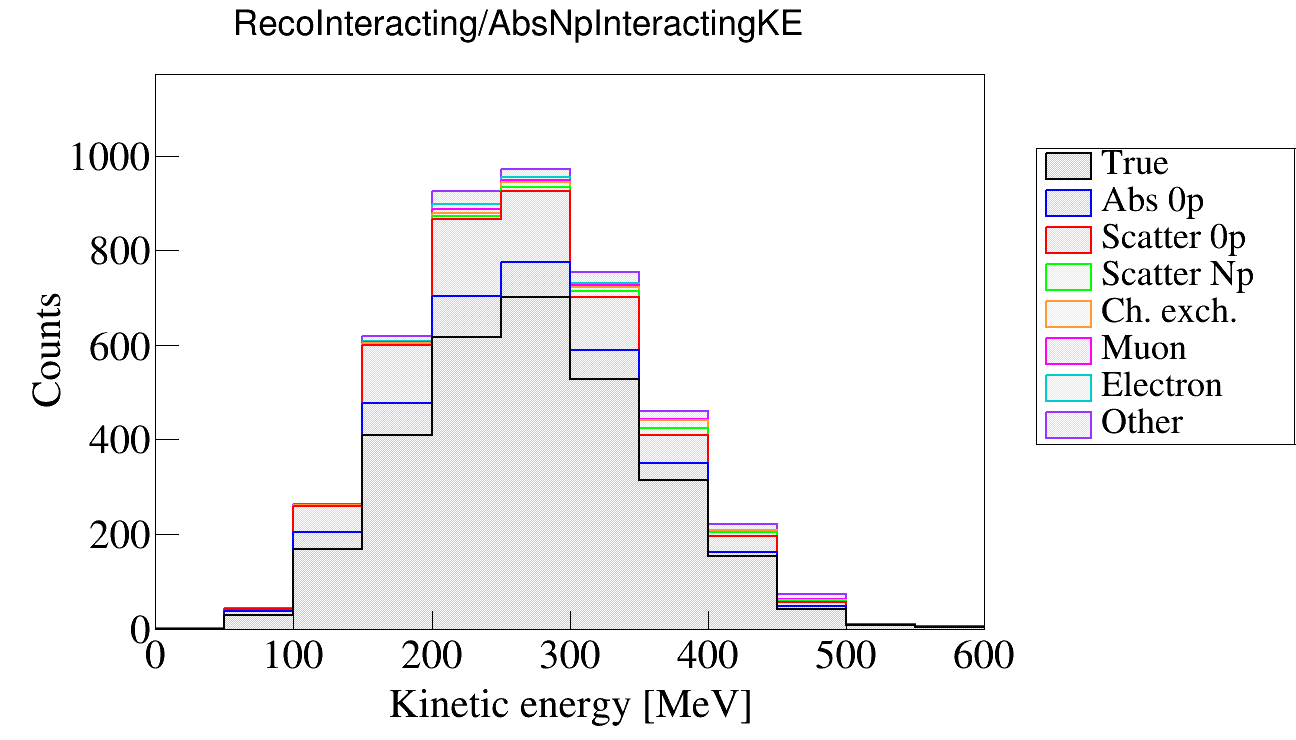 RecoInteracting/AbsNpInteractingKE
1000
800
600
400
200
0
0 100 200 300 400 500 600
Counts
Kinetic energy [MeV]
True
Abs 0p
Scatter 0p
Scatter Np
Ch. exch.
Muon
Electron
Other